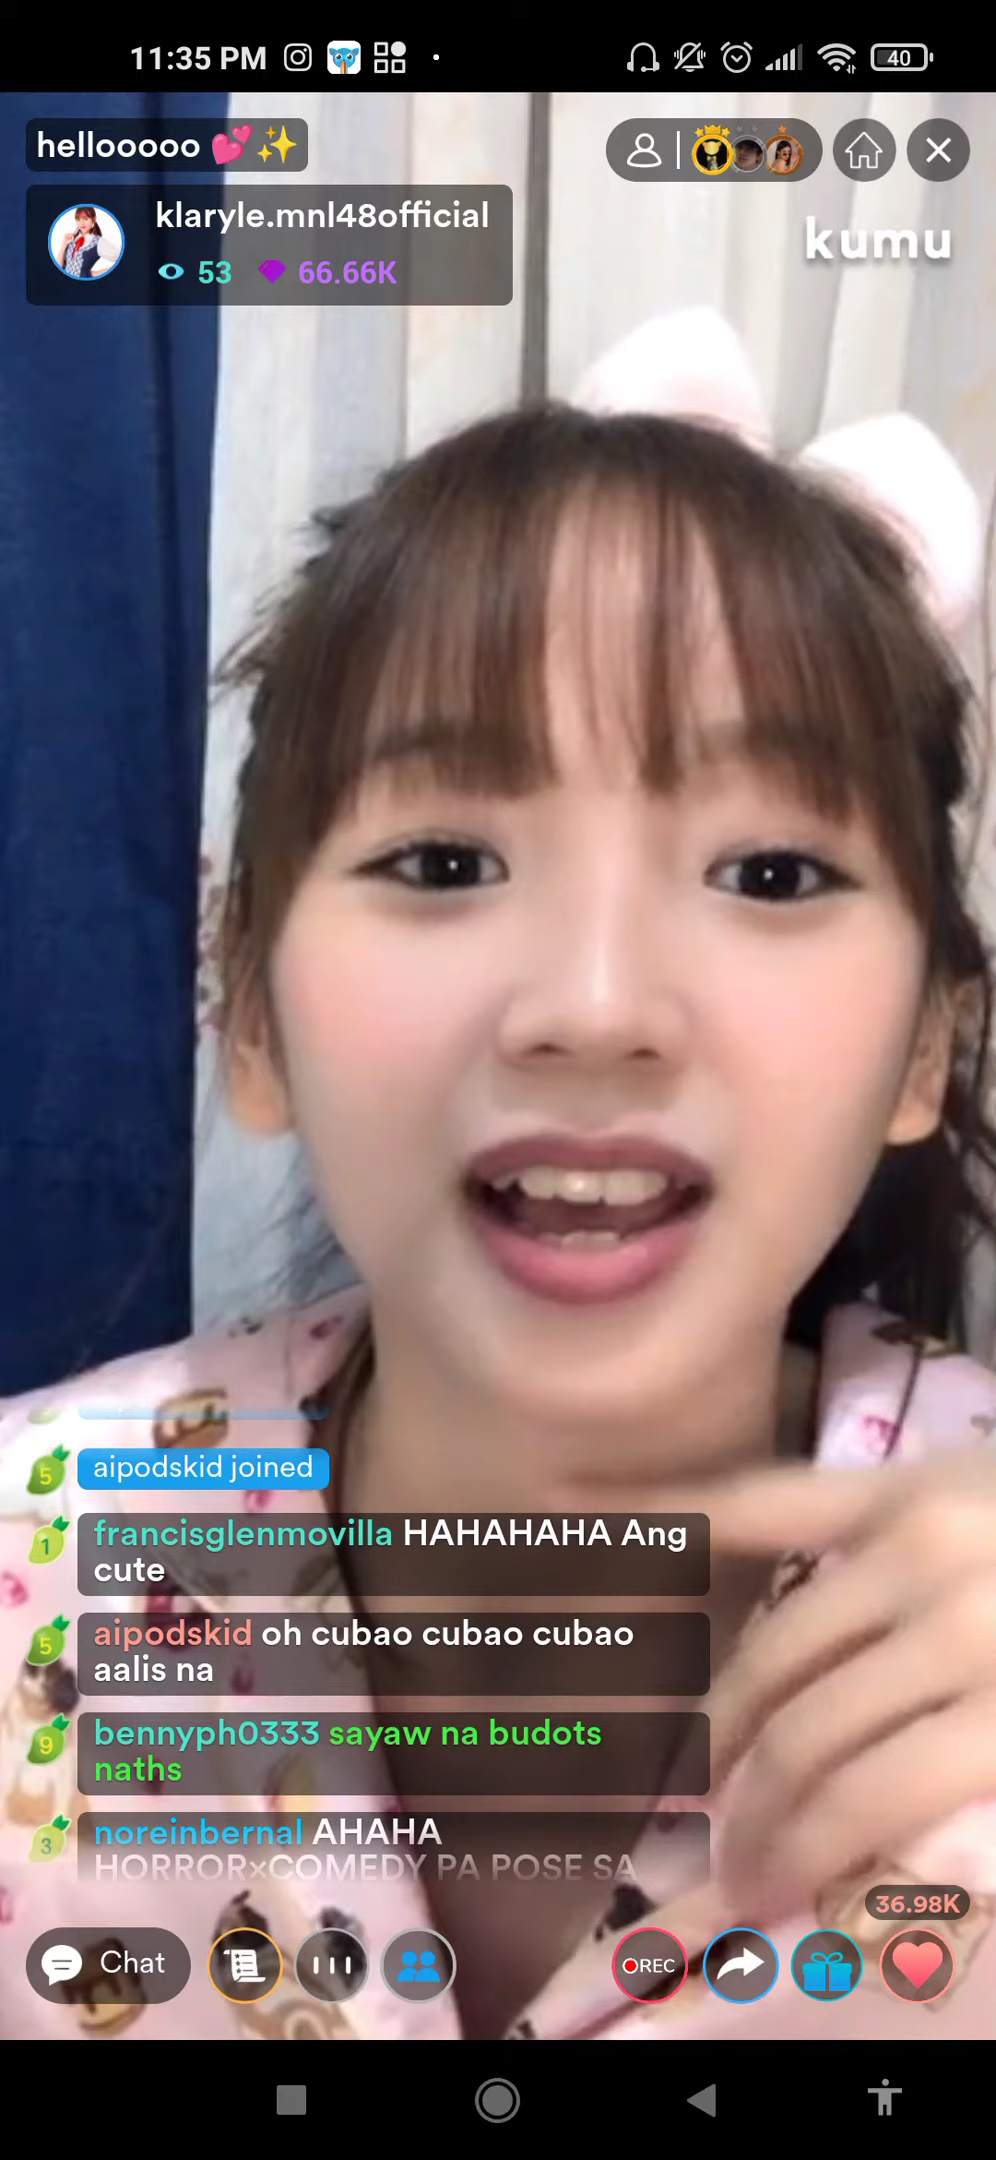 11:35 PM
40
hellooooo 💕✨
klaryle.mnl48official
53 66.66K
kumu
5 aipodskid joined
1 francisglenmovilla HAHAHAHA Ang
cute
5 aipodskid oh cubao cubao cubao
aalis na
9 bennyph0333 sayaw na budots
naths
3 noreinbernal AHAHA
HORROR×COMEDY PA POSE SA
36.98K
Chat
REC